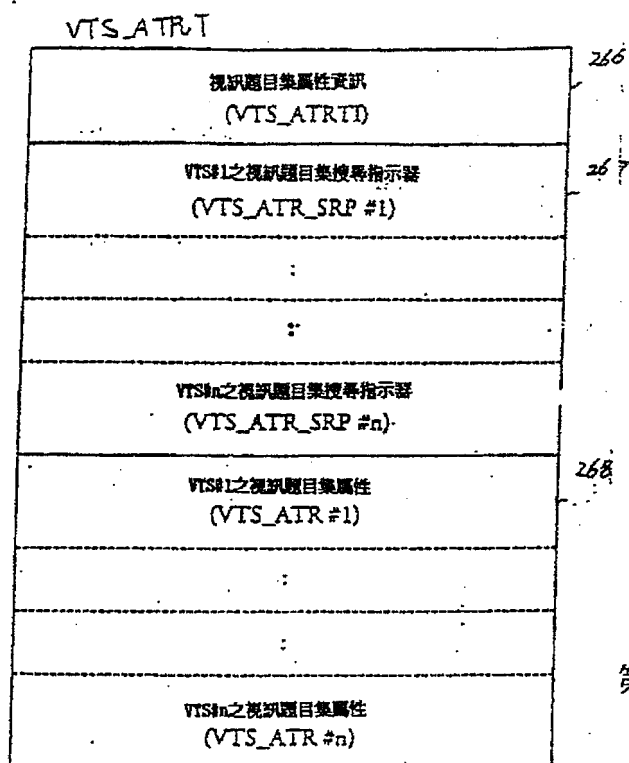 VTS_ATRT
266
視訊題目集屬性資訊
(VTS_ATRTI)
267
VTS#1之視訊題目集搜尋指示器
(VTS_ATR_SRP #1)
:
:
VTS#n之視訊題目集搜尋指示器
(VTS_ATR_SRP #n)
268
VTS#1之視訊題目集屬性
(VTS_ATR #1)
:
:
VTS#n之視訊題目集屬性
(VTS_ATR #n)